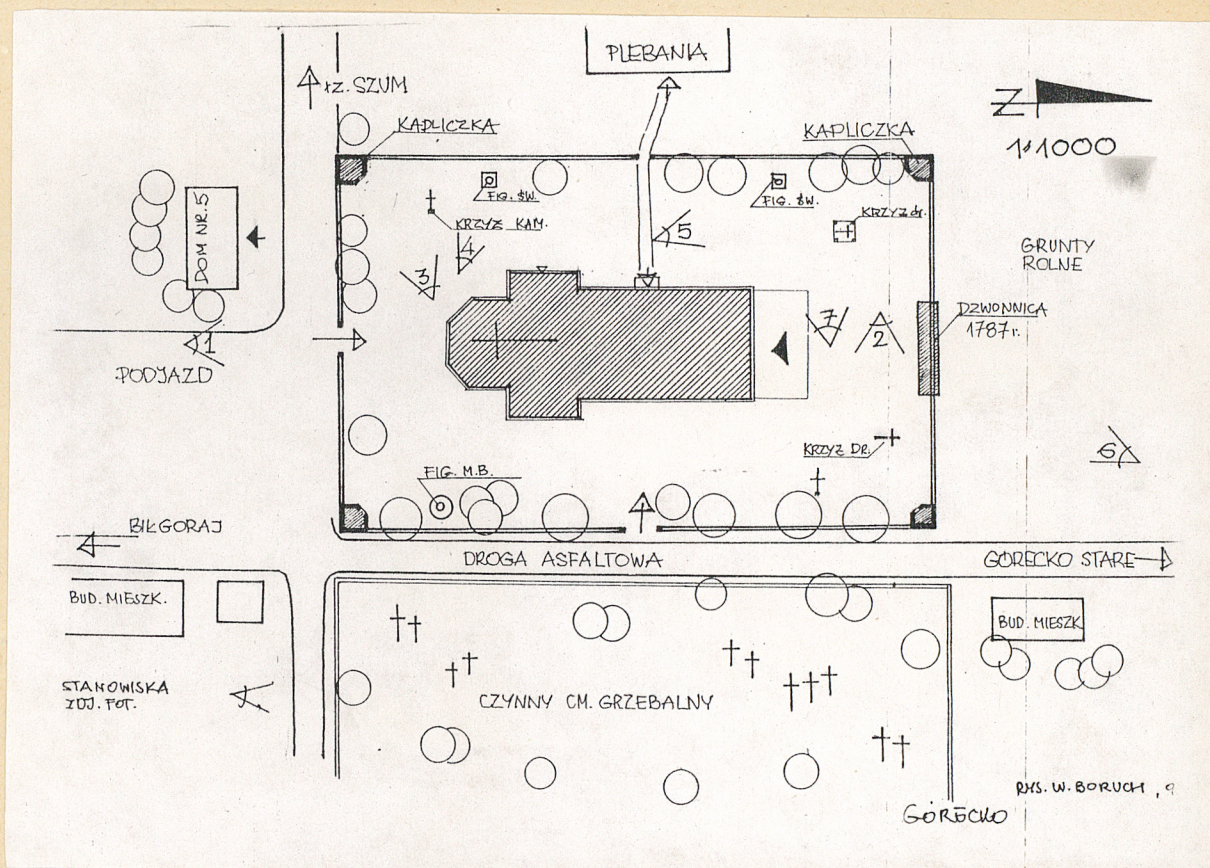 PLEBANIA
rz. SZUM
KAPLICZKA
KAPLICZKA
Z
1:1000
DOM NR. 5
FIG. ŚW.
FIG. ŚW.
KRZYŻ KAM.
KRZYŻ dr.
5
4
3
GRUNTY
ROLNE
DZWONNICA
1787r.
7
2
1
PODJAZD
6
KRZYŻ DR.
FIG. M.B.
BIŁGORAJ
DROGA ASFALTOWA
GÓRECKO STARE
BUD. MIESZK.
BUD. MIESZK
STANOWISKA
ZDJ. FOT.
CZYNNY CM. GRZEBALNY
RYS. W. BORUCH
GÓRECKO